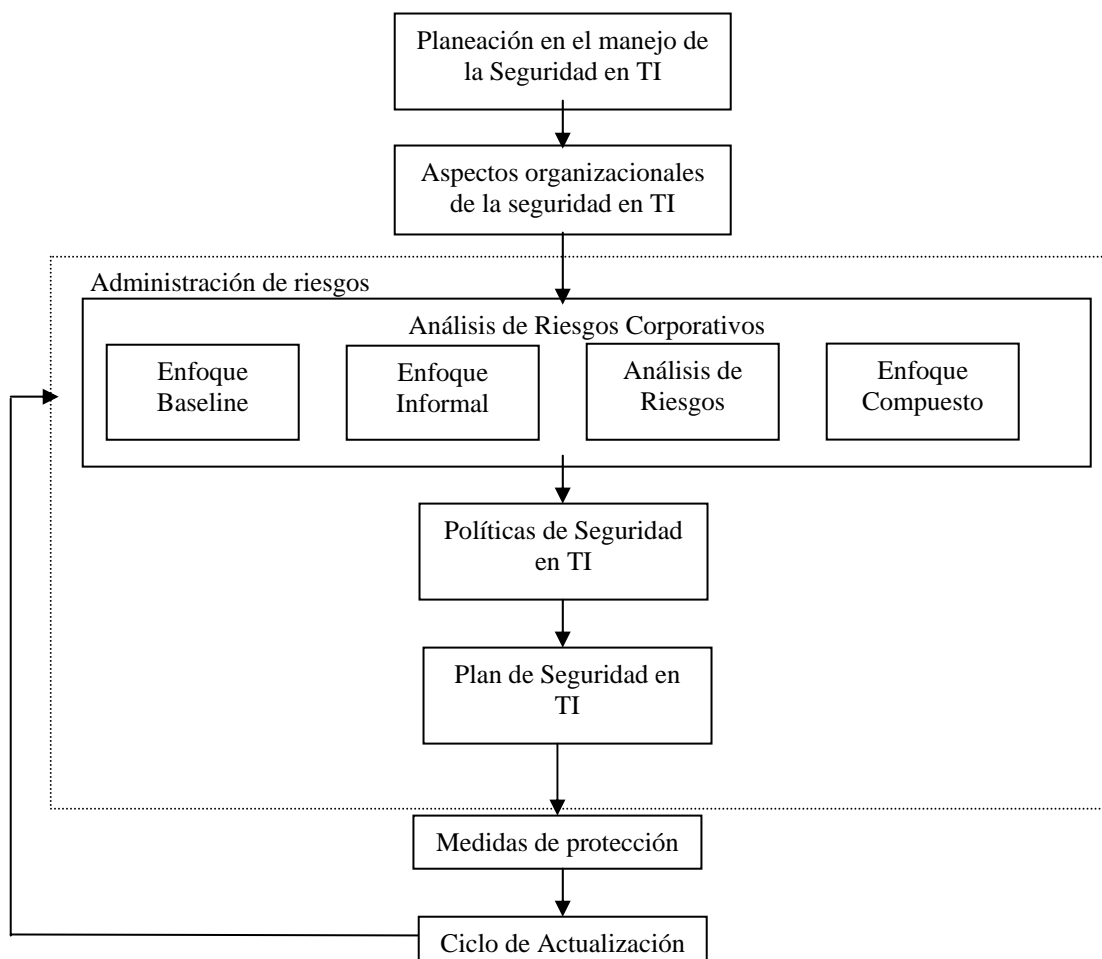 Planeación en el manejo de
la Seguridad en TI
Aspectos organizacionales
de la seguridad en TI
Administración de riesgos
Análisis de Riesgos Corporativos
Enfoque
Baseline
Enfoque
Informal
Análisis de
Riesgos
Enfoque
Compuesto
Políticas de Seguridad
en TI
Plan de Seguridad en
TI
Medidas de protección
Ciclo de Actualización